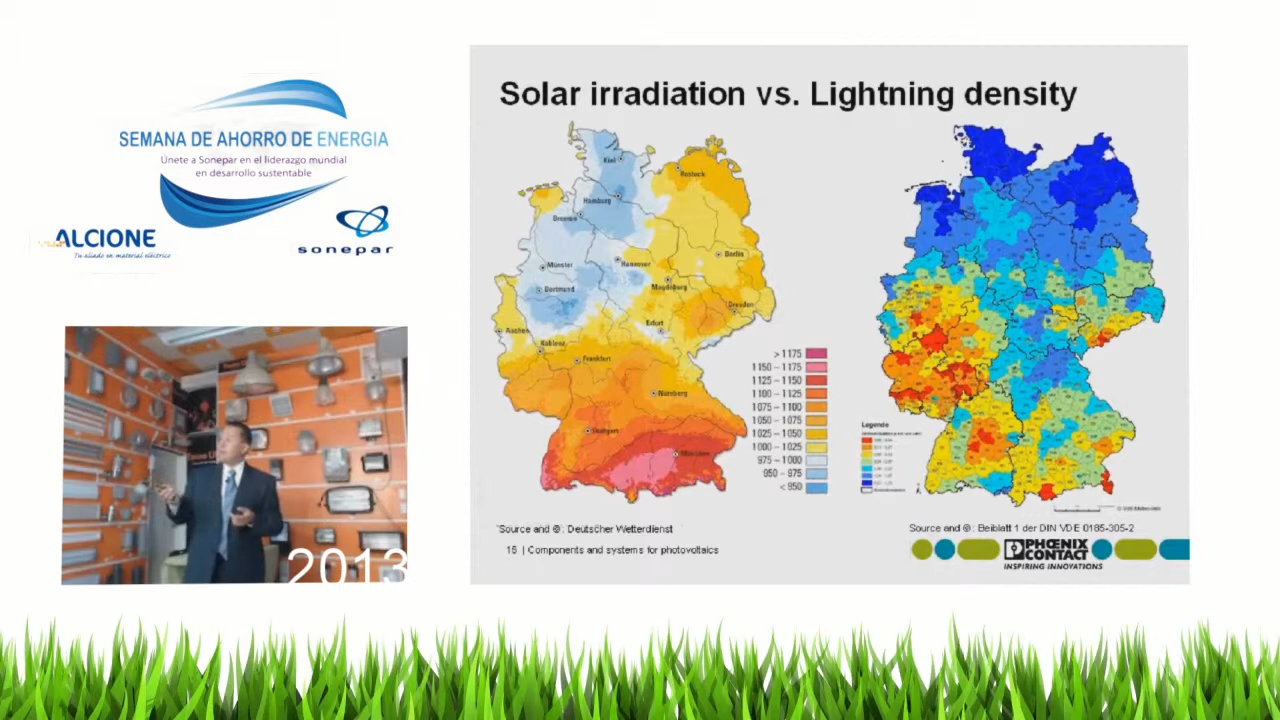 SEMANA DE AHORRO DE ENERGIA
Únete a Sonepar en el liderazgo mundial
en desarrollo sustentable
ALCIONE
Tu aliado en material eléctrico
sonepar
2013
Solar irradiation vs. Lightning density
Kiel
Rostock
Hamburg
Bremen
Berlin
Hannover
Münster
Magdeburg
Dortmund
Dresden
Erfurt
Aachen
Koblenz
Frankfurt
Nürnberg
Stuttgart
München
> 1175
1150 – 1175
1125 – 1150
1100 – 1125
1075 – 1100
1050 – 1075
1025 – 1050
1000 – 1025
975 – 1000
950 – 975
< 950
Legende
Source and ©: Deutscher Wetterdienst
Source and ©: Beiblatt 1 der DIN VDE 0185-305-2
15 | Components and systems for photovoltaics
PHŒNIX
CONTACT
INSPIRING INNOVATIONS